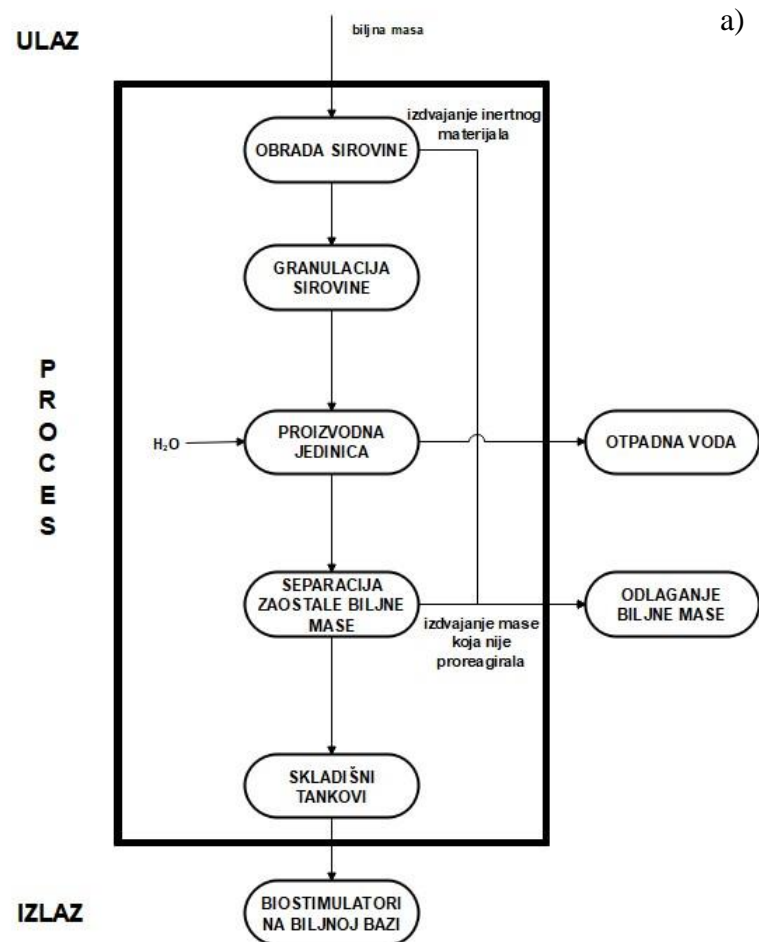 a)
ULAZ
biljna masa
izdvajanje inertnog
materijala
OBRADA SIROVINE
GRANULACIJA
SIROVINE
P
R
O
C
E
S
H₂O
PROIZVODNA
JEDINICA
OTPADNA VODA
SEPARACIJA
ZAOSTALE BILJNE
MASE
izdvajanje mase
koja nije
proreagirala
ODLAGANJE
BILJNE MASE
SKLADIŠNI
TANKOVI
IZLAZ
BIOSTIMULATORI
NA BILJNOJ BAZI